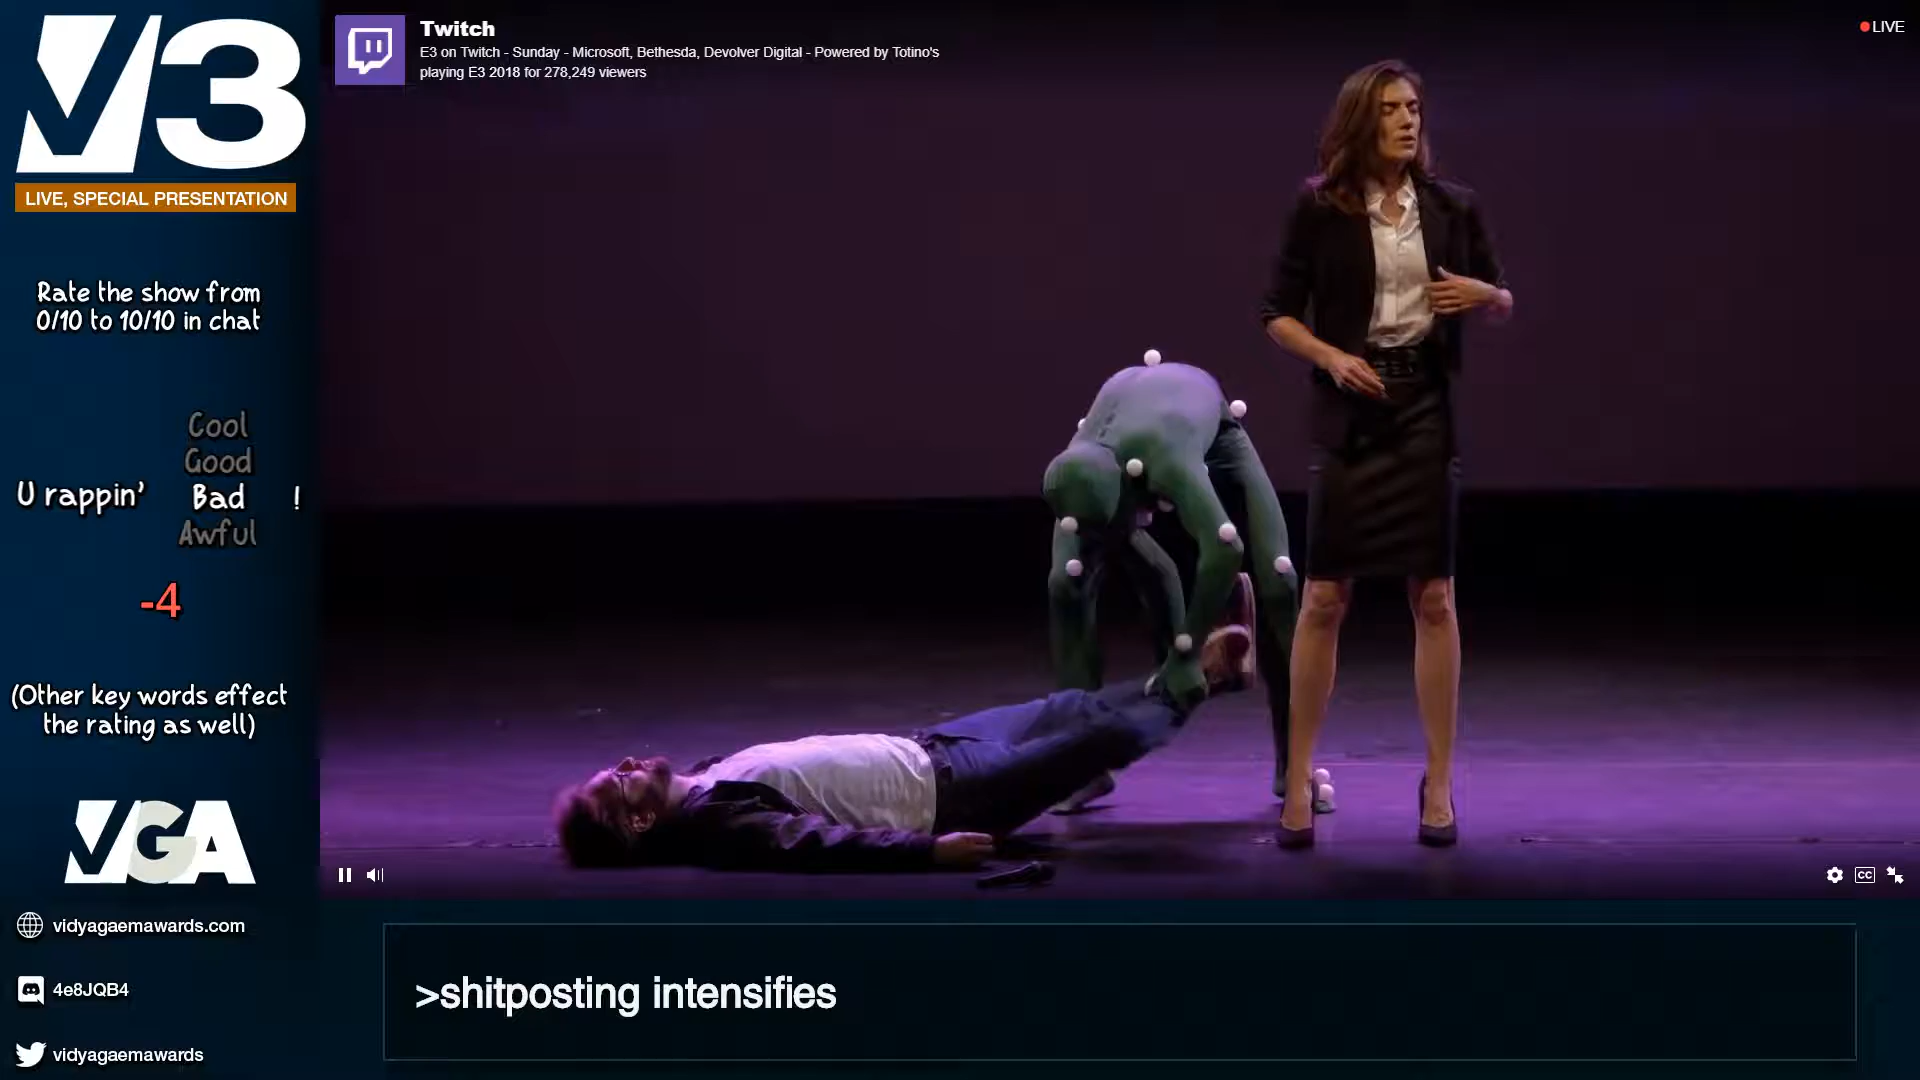 V3
LIVE, SPECIAL PRESENTATION
Rate the show from
0/10 to 10/10 in chat
Cool
Good
U rappin' Bad !
Awful
-4
(Other key words effect
the rating as well)
VGA
vidyagaemawards.com
4e8JQB4
vidyagaemawards
Twitch
E3 on Twitch - Sunday - Microsoft, Bethesda, Devolver Digital - Powered by Totino's
playing E3 2018 for 278,249 viewers
LIVE
CC
>shitposting intensifies